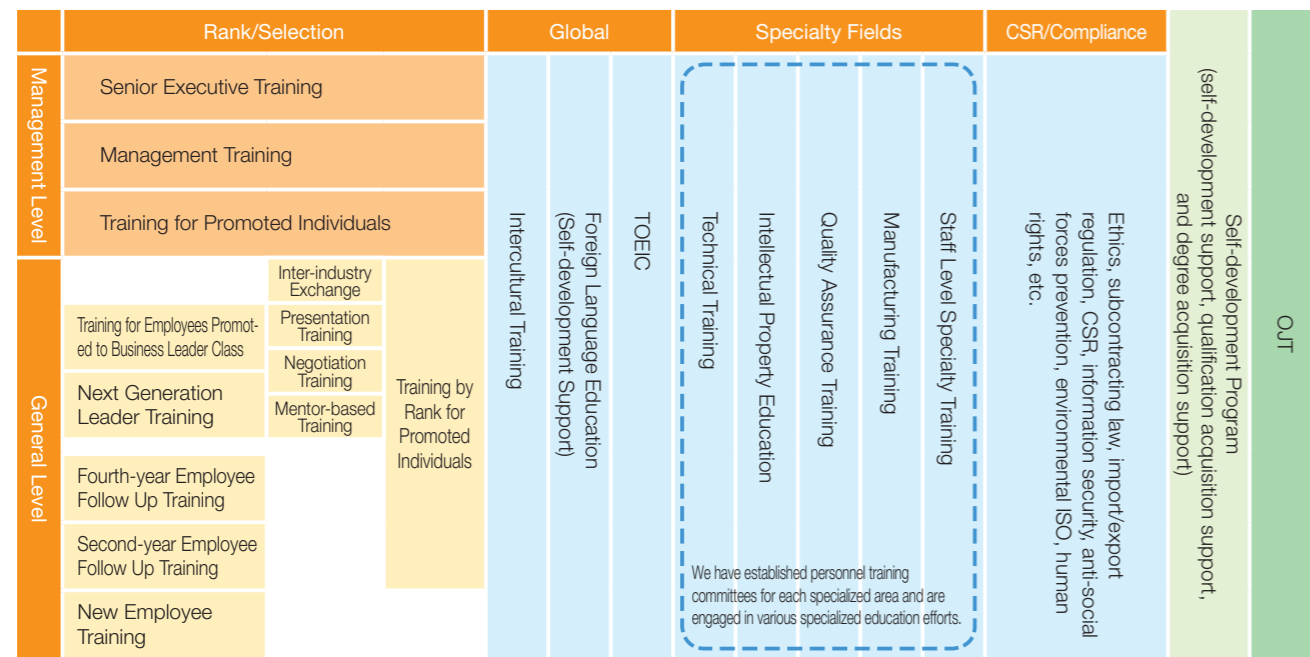 Rank/Selection
Global
Specialty Fields
CSR/Compliance
Management Level
Senior Executive Training
Management Training
Training for Promoted Individuals
General Level
Training for Employees Promot-
ed to Business Leader Class
Next Generation
Leader Training
Fourth-year Employee
Follow Up Training
Second-year Employee
Follow Up Training
New Employee
Training
Inter-industry
Exchange
Presentation
Training
Negotiation
Training
Mentor-based
Training
Training by
Rank for
Promoted
Individuals
Intercultural Training
Foreign Language Education
(Self-development Support)
TOEIC
Technical Training
Intellectual Property Education
Quality Assurance Training
Manufacturing Training
Staff Level Specialty Training
We have established personnel training
committees for each specialized area and are
engaged in various specialized education efforts.
Ethics, subcontracting law, import/export
regulation, CSR, information security, anti-social
forces prevention, environmental ISO, human
rights, etc.
Self-development Program
(self-development support, qualification acquisition support,
and degree acquisition support)
OJT